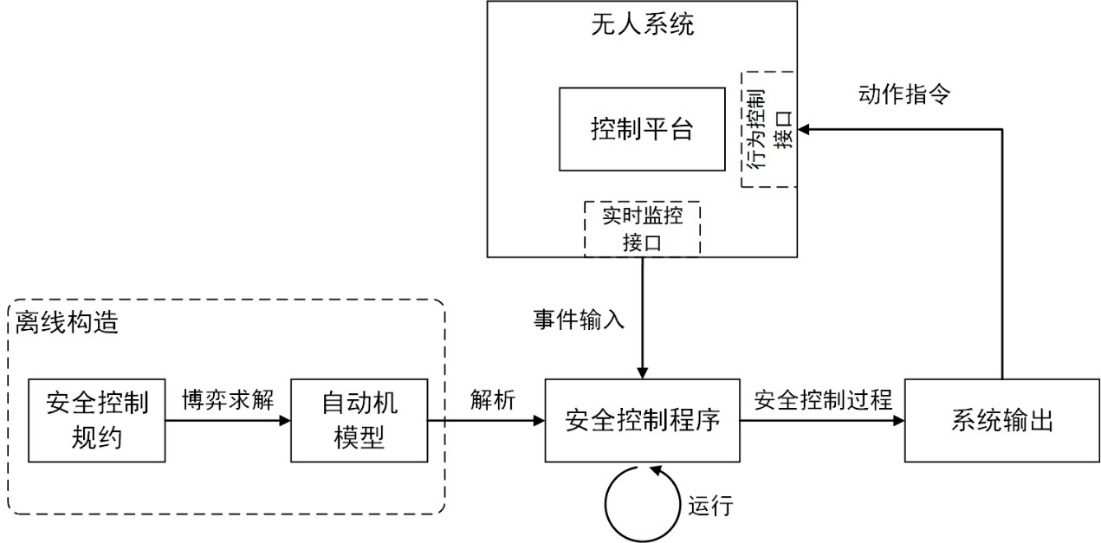 无人系统
控制平台
行为控制
接口
动作指令
实时监控
接口
事件输入
离线构造
安全控制
规约
博弈求解
自动机
模型
解析
安全控制程序
安全控制过程
系统输出
运行